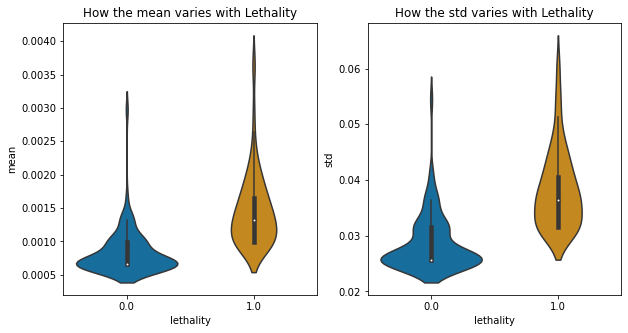 How the mean varies with Lethality
mean
0.0040
0.0035
0.0030
0.0025
0.0020
0.0015
0.0010
0.0005
0.0
1.0
lethality
How the std varies with Lethality
std
0.06
0.05
0.04
0.03
0.02
0.0
1.0
lethality